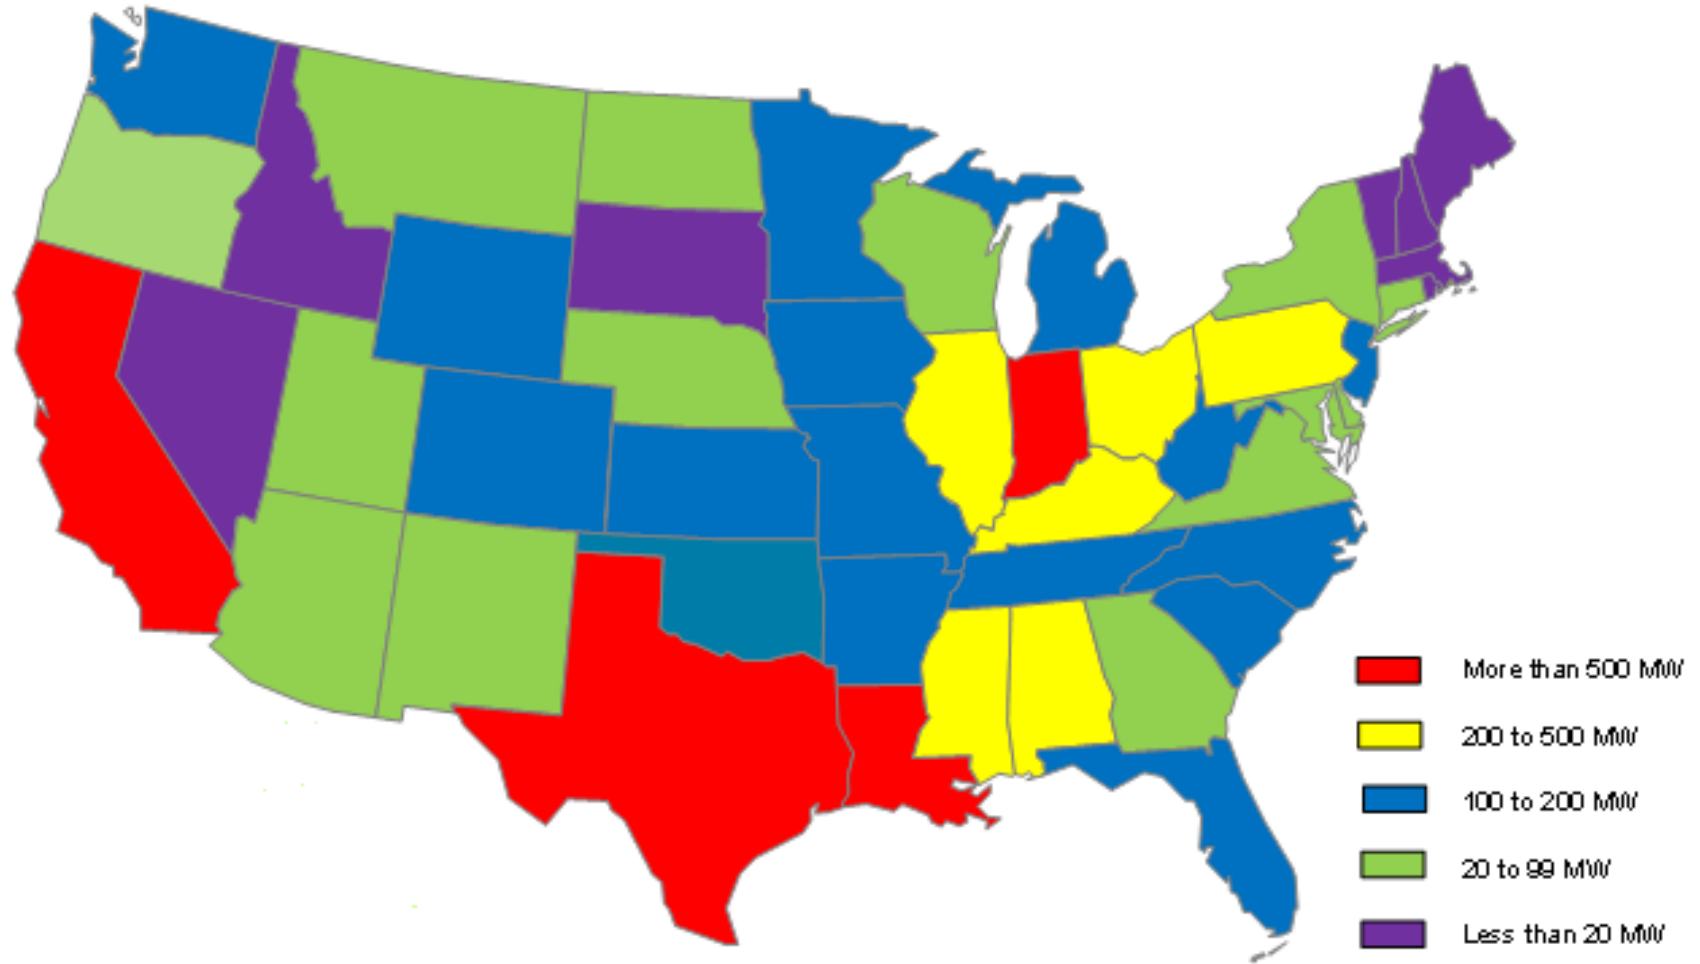 More than 500 MW
200 to 500 MW
100 to 200 MW
20 to 99 MW
Less than 20 MW